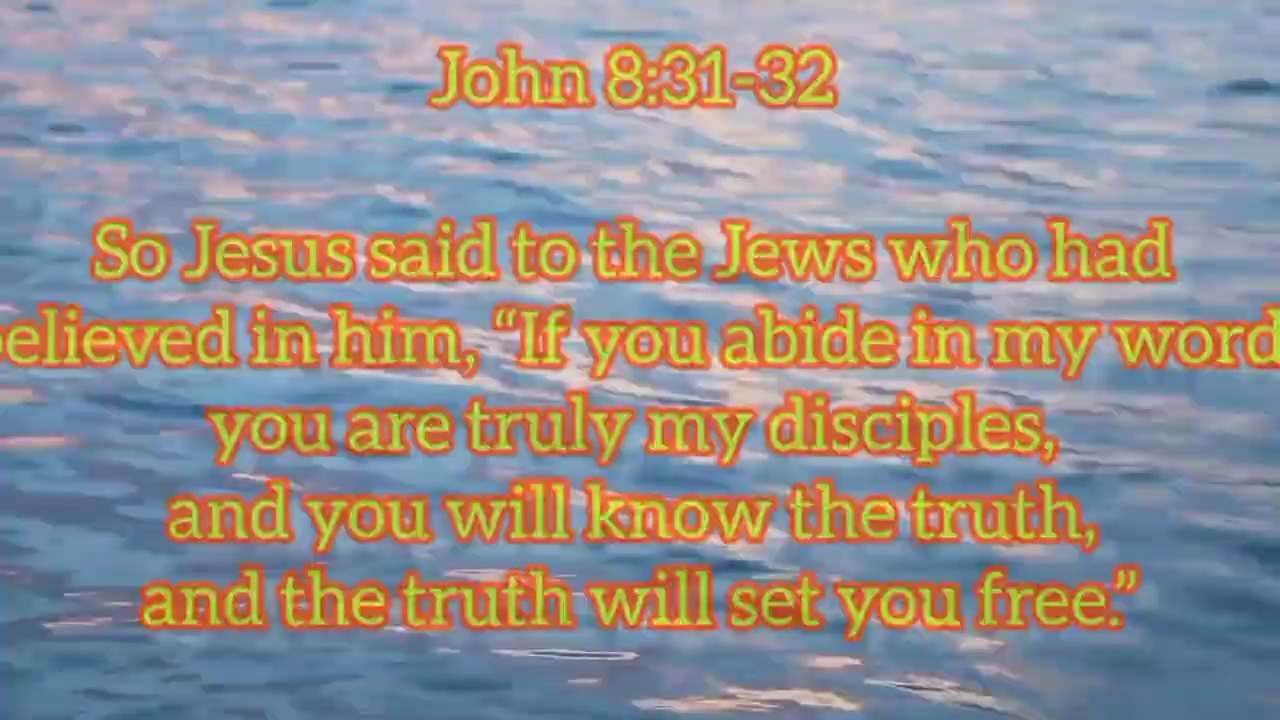 John 8:31-32
So Jesus said to the Jews who had
believed in him, “If you abide in my word
you are truly my disciples,
and you will know the truth,
and the truth will set you free.”